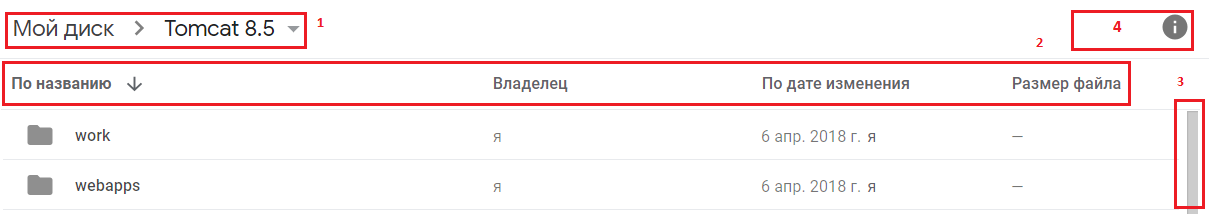 Мой диск > Tomcat 8.5 1 4 i
2
По названию ↓ Владелец По дате изменения Размер файла 3
work я 6 апр. 2018 г. я —
webapps я 6 апр. 2018 г. я —